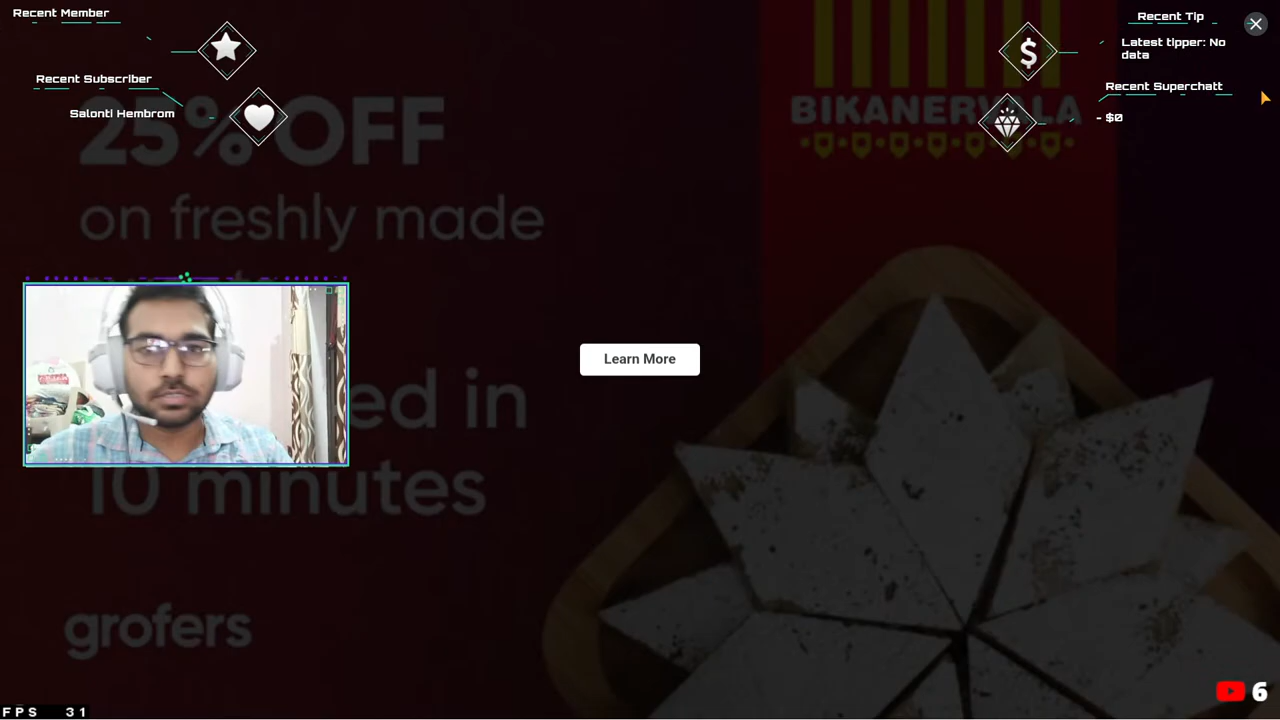 Recent Member
Recent Tip
Latest tipper: No
data
Recent Subscriber
Recent Superchatt
Salonti Hembrom
- $0
$
25% OFF
BIKANERVALA
on freshly made
Learn More
ed in
10 minutes
grofers
6
FPS 31